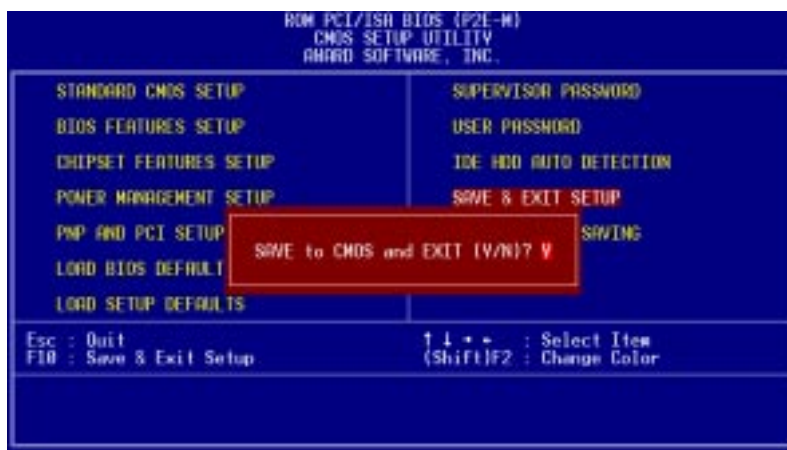 ROM PCI/ISA BIOS (P2E-M)
CMOS SETUP UTILITY
AWARD SOFTWARE, INC.
STANDARD CMOS SETUP
BIOS FEATURES SETUP
CHIPSET FEATURES SETUP
POWER MANAGEMENT SETUP
PNP AND PCI SETUP
LOAD BIOS DEFAULT
LOAD SETUP DEFAULTS
SUPERVISOR PASSWORD
USER PASSWORD
IDE HDD AUTO DETECTION
SAVE & EXIT SETUP
SAVING
SAVE to CMOS and EXIT (Y/N)? Y
Esc : Quit
F10 : Save & Exit Setup
↑ ↓ → ← : Select Item
(Shift)F2 : Change Color